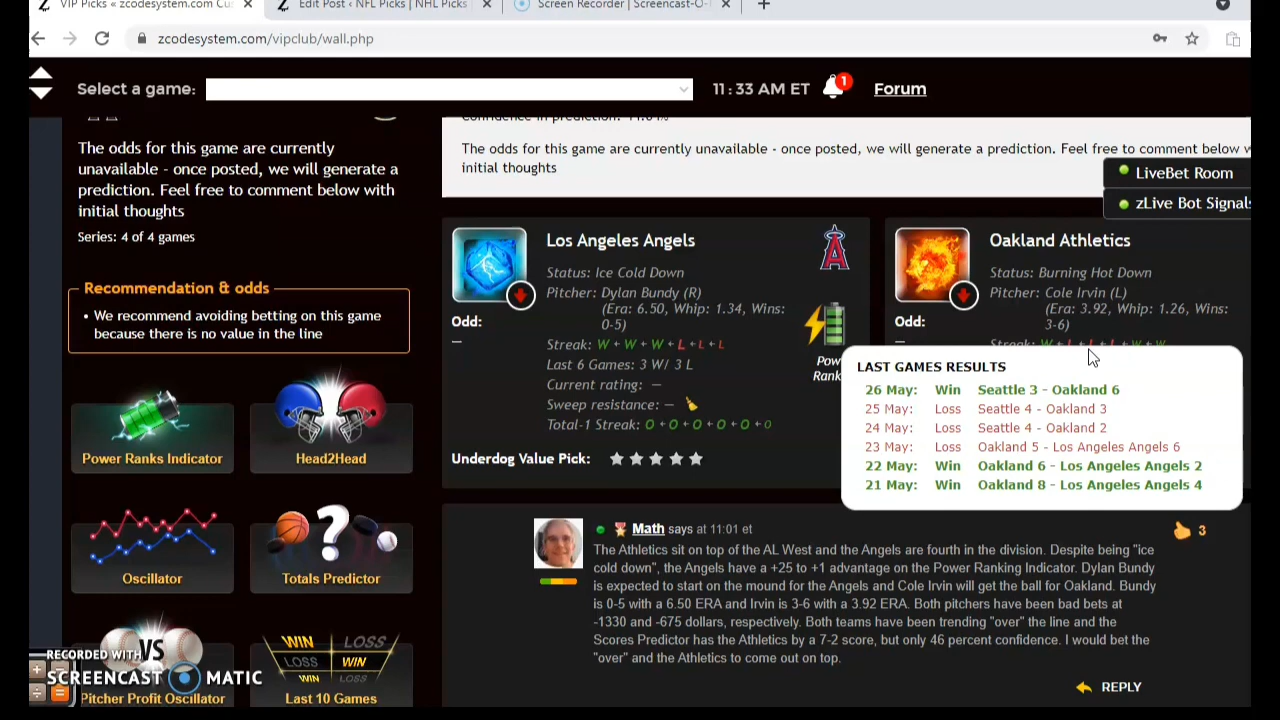 VIP Picks « zcodesystem.com Cus
Edit Post ‹ NFL Picks | NHL Picks
Screen Recorder | Screencast-O-
zcodesystem.com/vipclub/wall.php
Select a game:
11:33 AM ET
1
Forum
The odds for this game are currently
unavailable - once posted, we will generate a
prediction. Feel free to comment below with
initial thoughts
Series: 4 of 4 games
Recommendation & odds
• We recommend avoiding betting on this game
because there is no value in the line
Power Ranks Indicator
Head2Head
Oscillator
Totals Predictor
VS
Pitcher Profit Oscillator
WIN LOSS
LOSS WIN
WIN LOSS
Last 10 Games
RECORDED WITH
SCREENCAST MATIC
The odds for this game are currently unavailable - once posted, we will generate a prediction. Feel free to comment below w
initial thoughts
LiveBet Room
zLive Bot Signals
Los Angeles Angels
Status: Ice Cold Down
Pitcher: Dylan Bundy (R)
(Era: 6.50, Whip: 1.34, Wins:
0-5)
Odd:
—
Streak: W + W + W + L + L + L
Last 6 Games: 3 W/ 3 L
Current rating: —
Sweep resistance: —
Total-1 Streak: O + O + O + O + O + O
Underdog Value Pick:
A
Pow
Rank
Oakland Athletics
Status: Burning Hot Down
Pitcher: Cole Irvin (L)
(Era: 3.92, Whip: 1.26, Wins:
3-6)
Odd:
—
Streak: W + L + L + L + W + W
LAST GAMES RESULTS
26 May: Win Seattle 3 - Oakland 6
25 May: Loss Seattle 4 - Oakland 3
24 May: Loss Seattle 4 - Oakland 2
23 May: Loss Oakland 5 - Los Angeles Angels 6
22 May: Win Oakland 6 - Los Angeles Angels 2
21 May: Win Oakland 8 - Los Angeles Angels 4
Math says at 11:01 et
3
The Athletics sit on top of the AL West and the Angels are fourth in the division. Despite being "ice
cold down", the Angels have a +25 to +1 advantage on the Power Ranking Indicator. Dylan Bundy
is expected to start on the mound for the Angels and Cole Irvin will get the ball for Oakland. Bundy
is 0-5 with a 6.50 ERA and Irvin is 3-6 with a 3.92 ERA. Both pitchers have been bad bets at
-1330 and -675 dollars, respectively. Both teams have been trending "over" the line and the
Scores Predictor has the Athletics by a 7-2 score, but only 46 percent confidence. I would bet the
"over" and the Athletics to come out on top.
REPLY